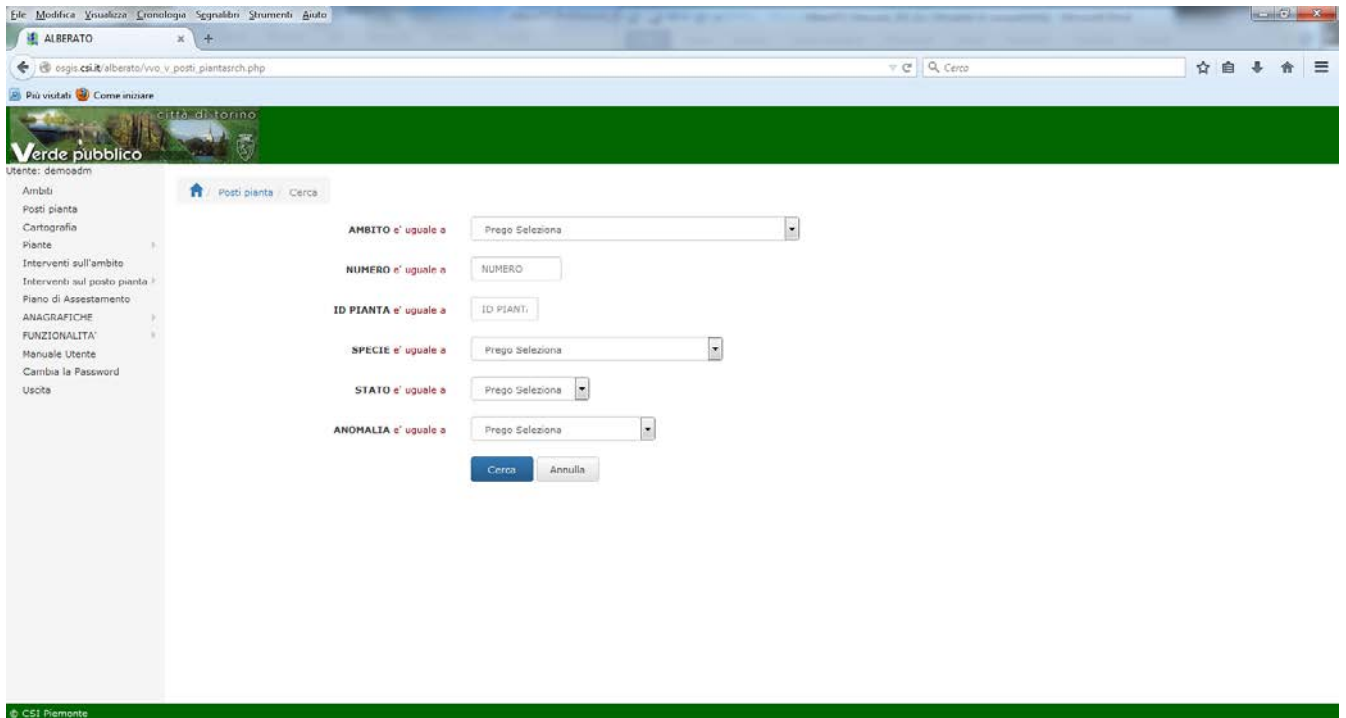 File Modifica Visualizza Cronologia Segnalibri Strumenti Aiuto
ALBERATO
osgis.csi.it/alberato/vvo_v_posti_piantasrch.php
Cerca
Più visitati Come iniziare
città di torino
Verde pubblico
Utente: demoadm
Ambiti
Posti pianta
Cartografia
Piante
Interventi sull'ambito
Interventi sul posto pianta
Piano di Assestamento
ANAGRAFICHE
FUNZIONALITA'
Manuale Utente
Cambia la Password
Uscita
/ Posti pianta / Cerca
AMBITO e' uguale a Prego Seleziona
NUMERO e' uguale a NUMERO
ID PIANTA e' uguale a ID PIANT
SPECIE e' uguale a Prego Seleziona
STATO e' uguale a Prego Seleziona
ANOMALIA e' uguale a Prego Seleziona
Cerca Annulla
© CSI Piemonte